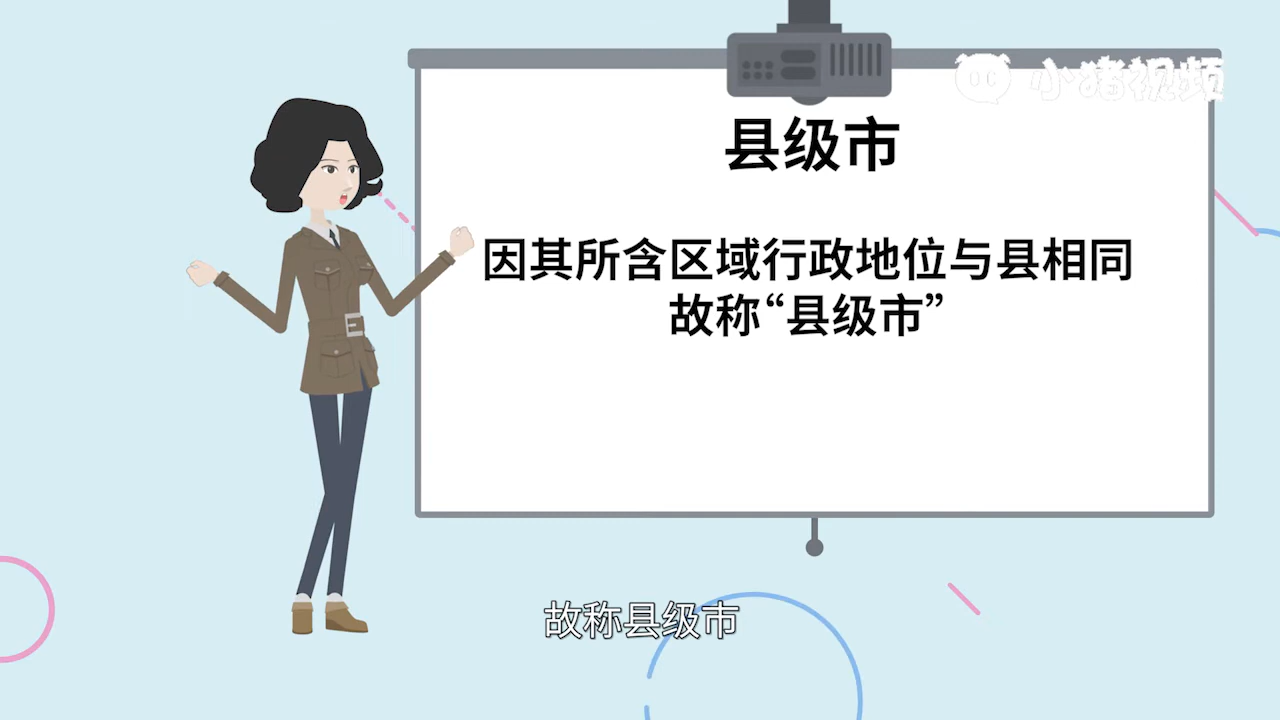 小猪视频
县级市
因其所含区域行政地位与县相同
故称“县级市”
故称县级市